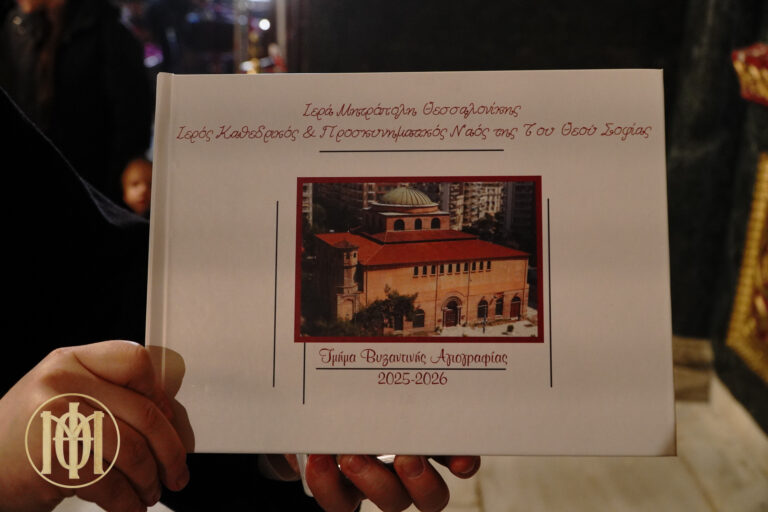 Ιερά Μητρόπολη Θεσσαλονίκης
Ιερός Καθεδρικός & Προσκυνηματικός Ναός της Του Θεού Σοφίας
Τμήμα Βυζαντινής Αγιογραφίας
2025-2026